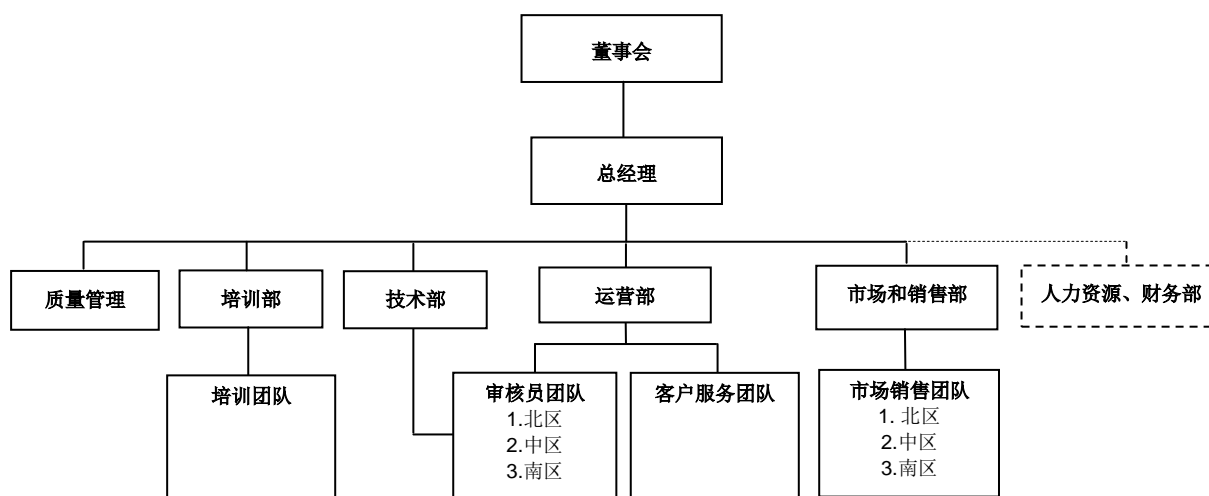 董事会
总经理
质量管理
培训部
技术部
运营部
市场和销售部
人力资源、财务部
培训团队
审核员团队
1.北区
2.中区
3.南区
客户服务团队
市场销售团队
1. 北区
2.中区
3.南区